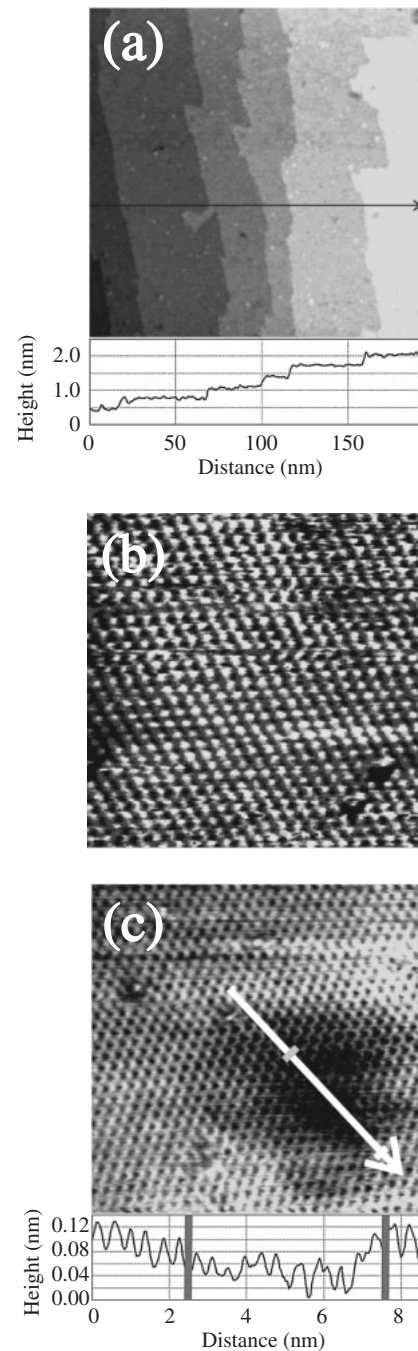 (a)
Height (nm)
2.0
1.0
0
0 50 100 150
Distance (nm)
(b)
(c)
Height (nm)
0.12
0.08
0.04
0.00
0 2 4 6 8
Distance (nm)